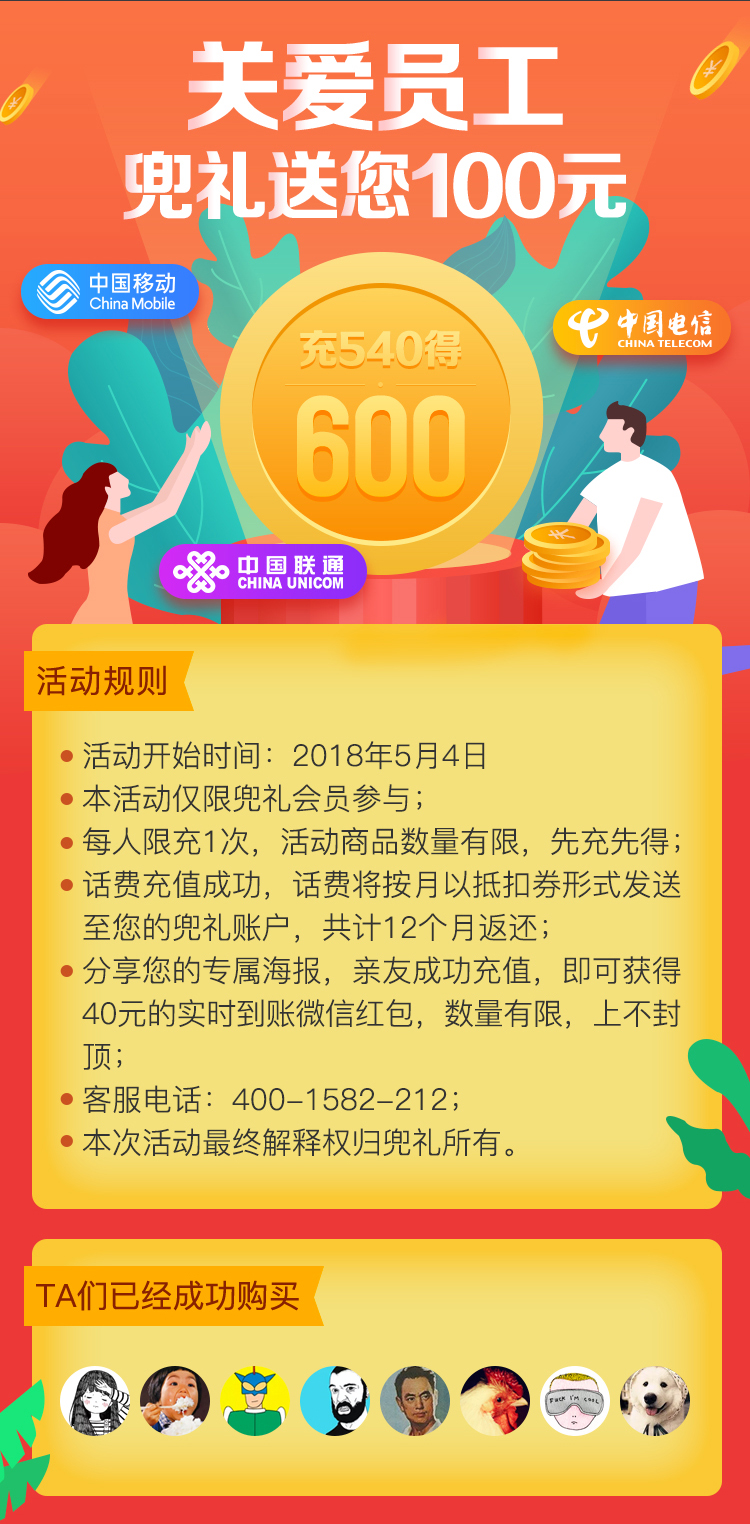 关爱员工
兜礼送您100元
中国移动
China Mobile
中国电信
CHINA TELECOM
充540得
600
中国联通
CHINA UNICOM
活动规则
活动开始时间：2018年5月4日
本活动仅限兜礼会员参与；
每人限充1次，活动商品数量有限，先充先得；
话费充值成功，话费将按月以抵扣券形式发送
至您的兜礼账户，共计12个月返还；
分享您的专属海报，亲友成功充值，即可获得
40元的实时到账微信红包，数量有限，上不封
顶；
客服电话：400-1582-212；
本次活动最终解释权归兜礼所有。
TA们已经成功购买
FUCK I'M COOL